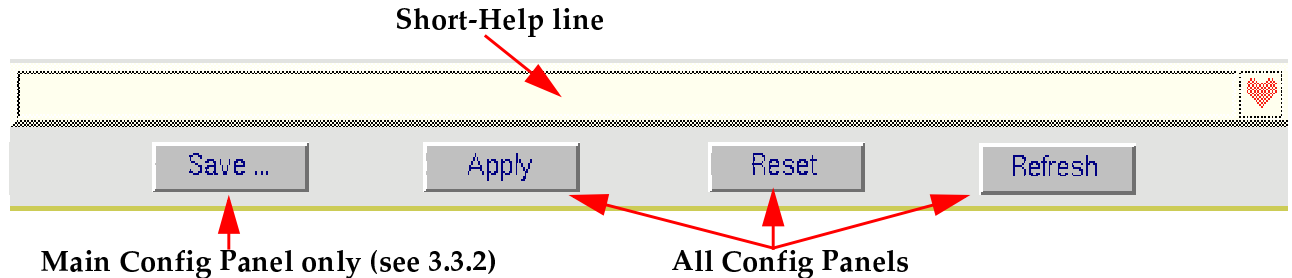 Short-Help line
Save ... Apply Reset Refresh
Main Config Panel only (see 3.3.2) All Config Panels